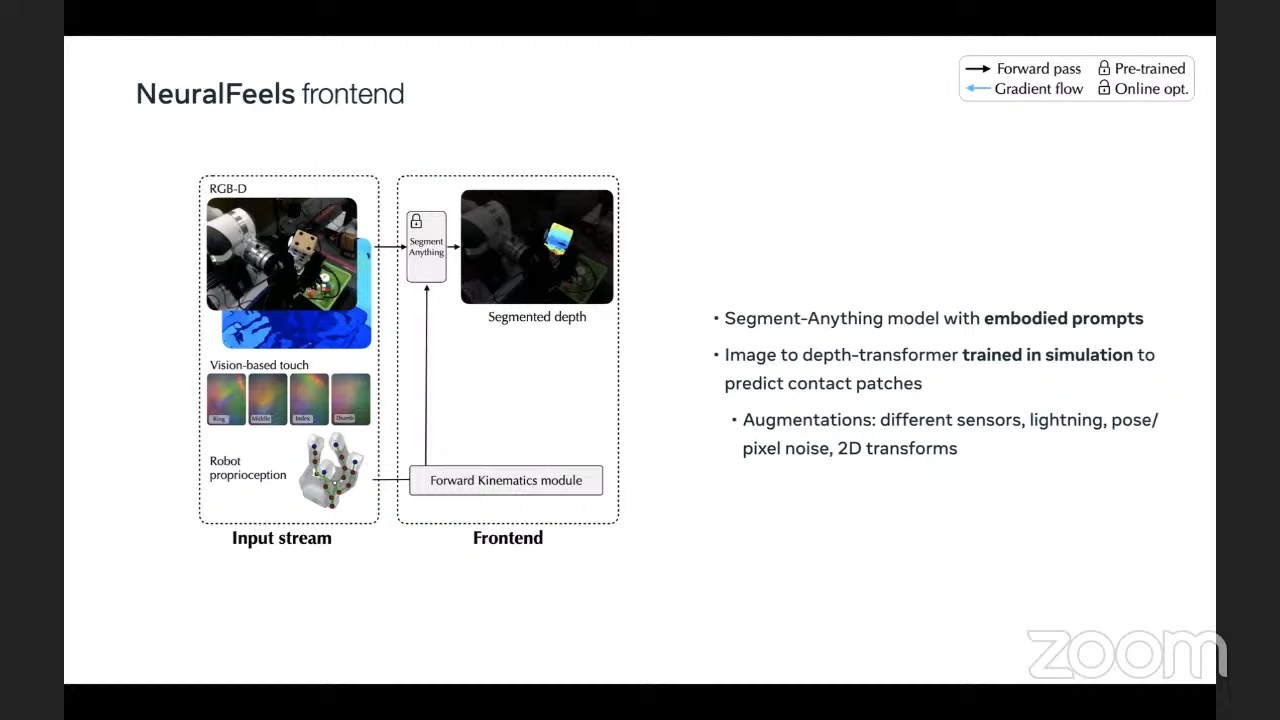 NeuralFeels frontend
Forward pass
Pre-trained
Gradient flow
Online opt.
RGB-D
Segment
Anything
Segmented depth
Vision-based touch
Ring
Middle
Index
Thumb
Robot
proprioception
Forward Kinematics module
Input stream
Frontend
• Segment-Anything model with embodied prompts
• Image to depth-transformer trained in simulation to
predict contact patches
• Augmentations: different sensors, lightning, pose/
pixel noise, 2D transforms
zoom